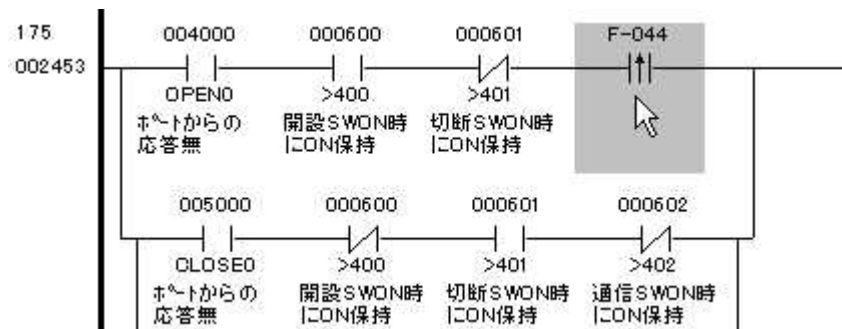 175 004000 000600 000601 F-044
002453
OPEN0 >400 >401
ﾎﾟｰﾄからの 開設SWON時 切断SWON時
応答無 にON保持 にON保持
005000 000600 000601 000602
CLOSE0 >400 >401 >402
ﾎﾟｰﾄからの 開設SWON時 切断SWON時 通信SWON時
応答無 にON保持 にON保持 にON保持